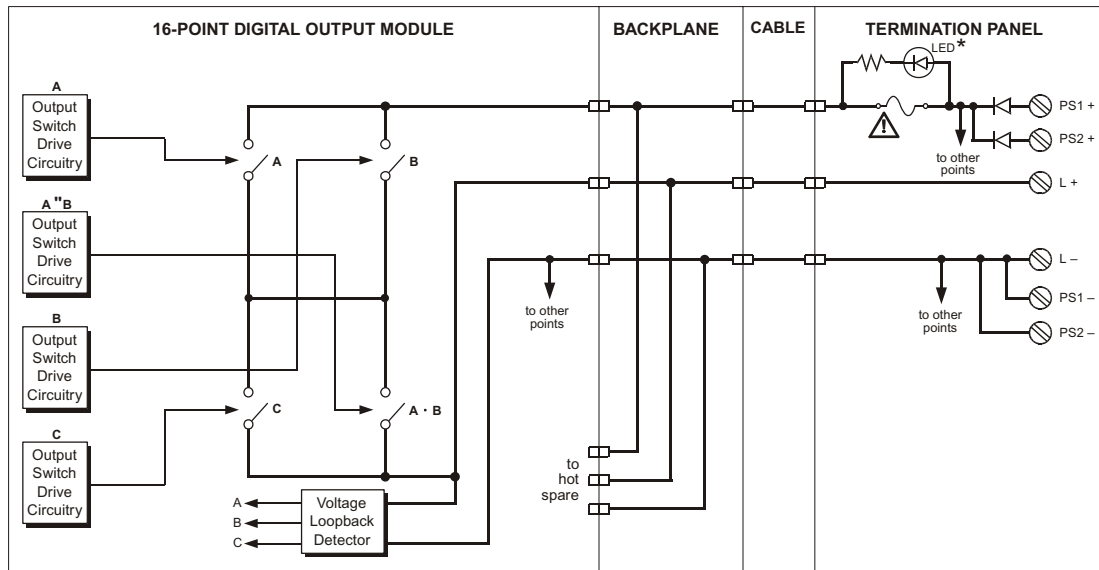 16-POINT DIGITAL OUTPUT MODULE
BACKPLANE
CABLE
TERMINATION PANEL
LED*
A
Output
Switch
Drive
Circuitry
A
B
PS1 +
PS2 +
to other
points
L +
A"B
Output
Switch
Drive
Circuitry
L –
to other
points
to other
points
PS1 –
PS2 –
B
Output
Switch
Drive
Circuitry
C
A · B
C
Output
Switch
Drive
Circuitry
to
hot
spare
A
B
C
Voltage
Loopback
Detector